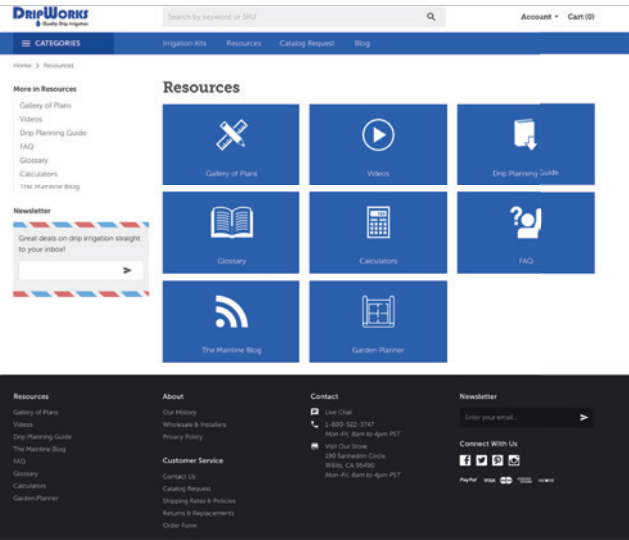 DRIPWORKS
Quality Drip Irrigation
Search by keyword or SKU
Account
Cart (0)
CATEGORIES
Irrigation Kits
Resources
Catalog Request
Blog
Home > Resources
More in Resources
Gallery of Plans
Videos
Drip Planning Guide
FAQ
Glossary
Calculators
The Mainline Blog
Newsletter
Great deals on drip irrigation straight
to your inbox!
Resources
Gallery of Plans
Videos
Drip Planning Guide
Glossary
Calculators
FAQ
The Mainline Blog
Garden Planner
Resources
Gallery of Plans
Videos
Drip Planning Guide
The Mainline Blog
FAQ
Glossary
Calculators
Garden Planner
About
Our History
Wholesale & Installers
Privacy Policy
Customer Service
Contact Us
Catalog Request
Shipping Rates & Policies
Returns & Replacements
Order Form
Contact
Live Chat
1-800-522-3747
Mon-Fri, 8am to 4pm PST
Visit Our Store
190 Sanhedrin Circle
Willits, CA 95490
Mon-Fri, 8am to 4pm PST
Newsletter
Enter your email...
Connect With Us
PayPal
VISA